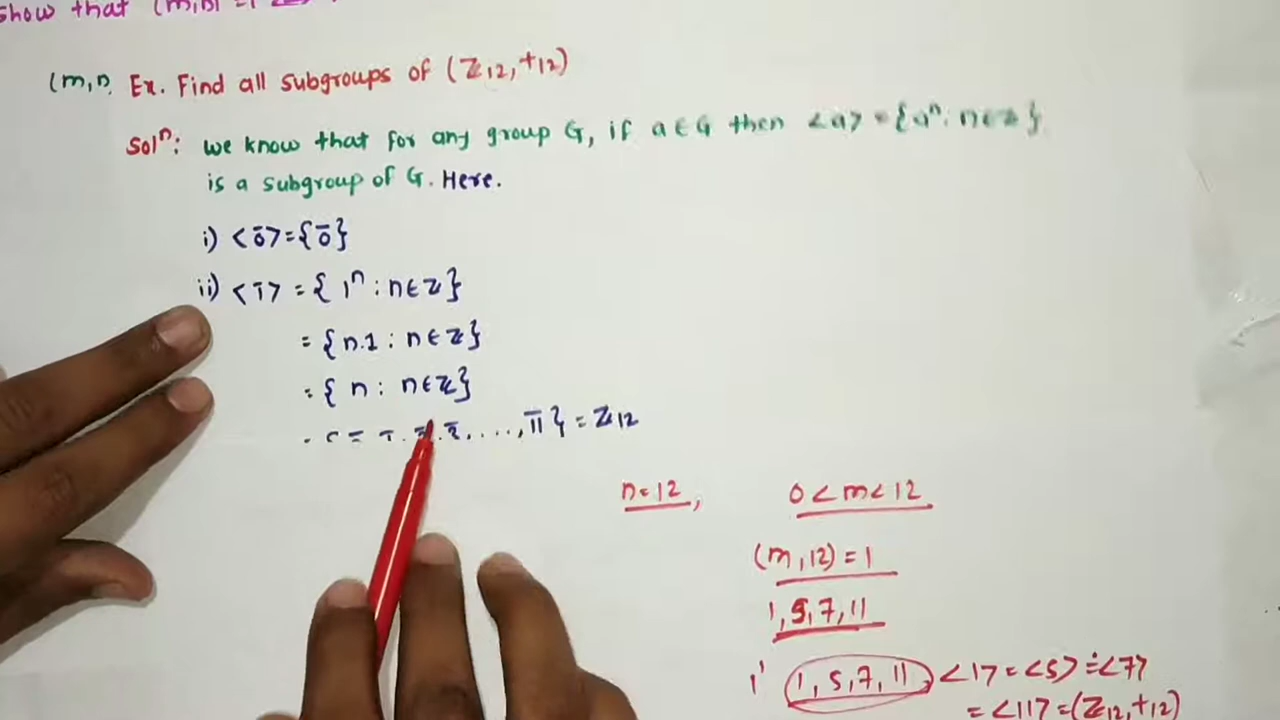 show that (m,n) = 1
(m,n) Ex. Find all subgroups of (ℤ12, +12)
Solⁿ: we know that for any group G, if a ∈ G then <a> = {aⁿ : n ∈ ℤ}
is a subgroup of G. Here.
i) <0̄> = {0̄}
ii) <1̄> = { 1ⁿ : n ∈ ℤ }
= { n.1 : n ∈ ℤ }
= { n : n ∈ ℤ }
....., 1̄1̄ } = ℤ12
n = 12, 0 < m < 12
(m, 12) = 1
1, 5, 7, 11
1, 5, 7, 11 <1> = <5> = <7>
= <11> = (ℤ12, +12)